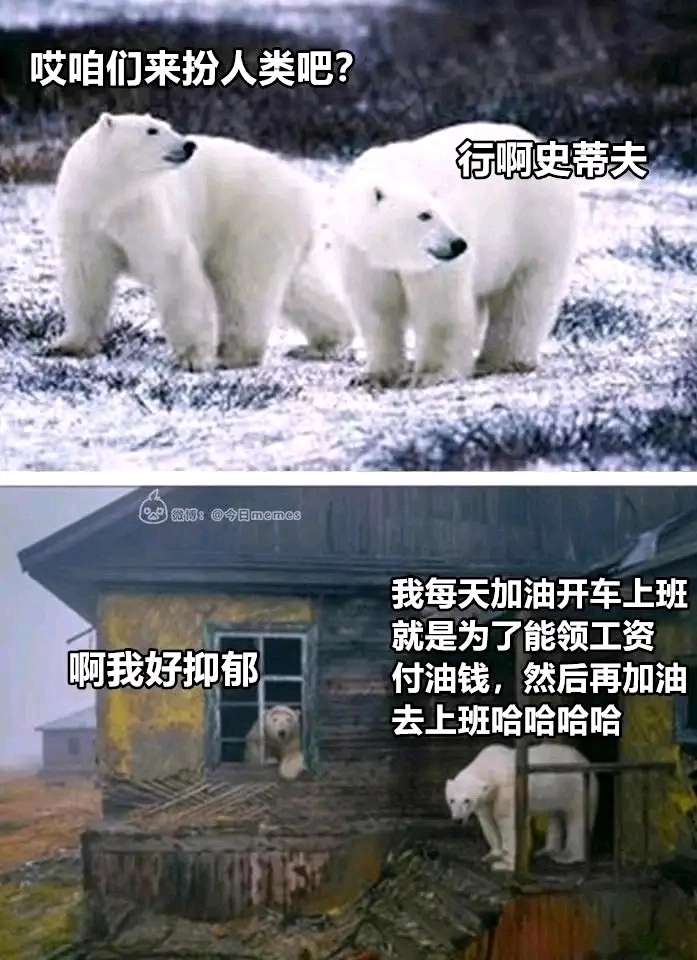 哎咱们来扮人类吧?
行啊史蒂夫
微博：@今日memes
我每天加油开车上班
就是为了能领工资
付油钱，然后再加油
去上班哈哈哈哈
啊我好抑郁